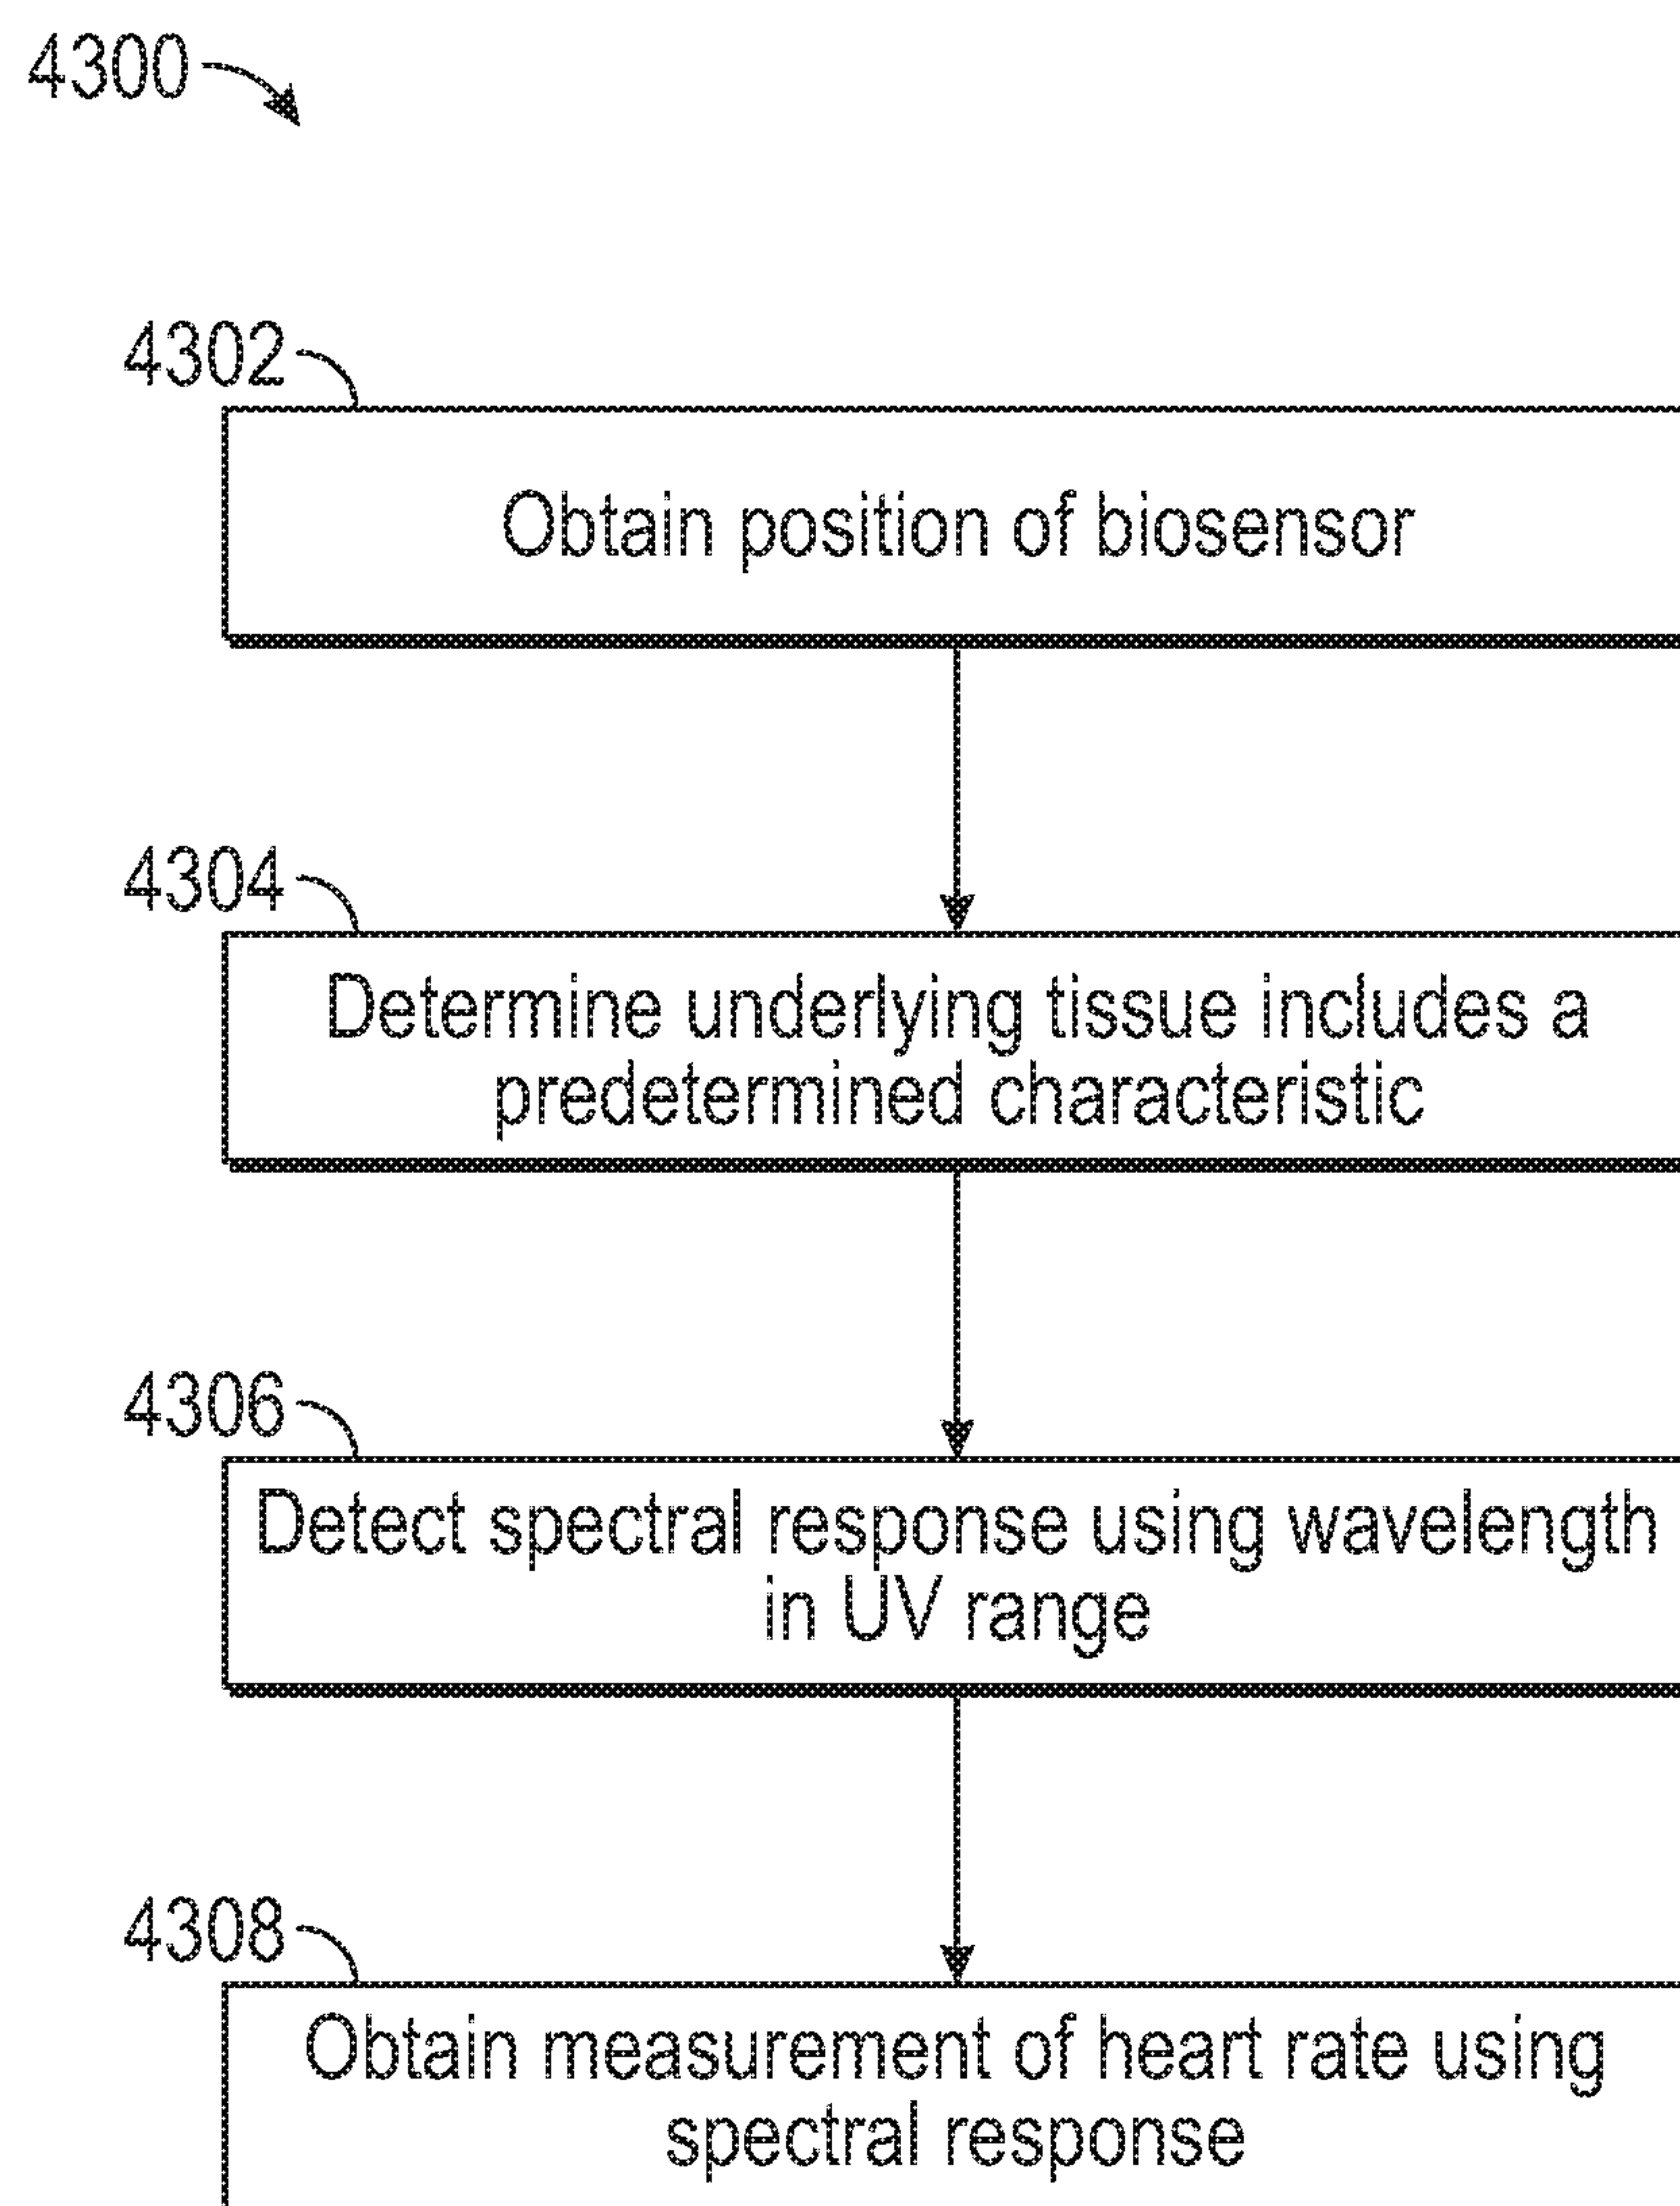 4300
4302
Obtain position of biosensor
4304
Determine underlying tissue includes a
predetermined characteristic
4306
Detect spectral response using wavelength
in UV range
4308
Obtain measurement of heart rate using
spectral response